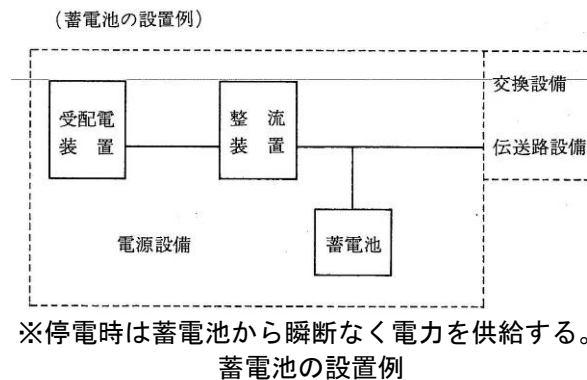 （蓄電池の設置例）
受配電
装　置
整　流
装　置
交換設備
伝送路設備
電源設備
蓄電池
※停電時は蓄電池から瞬断なく電力を供給する。
蓄電池の設置例